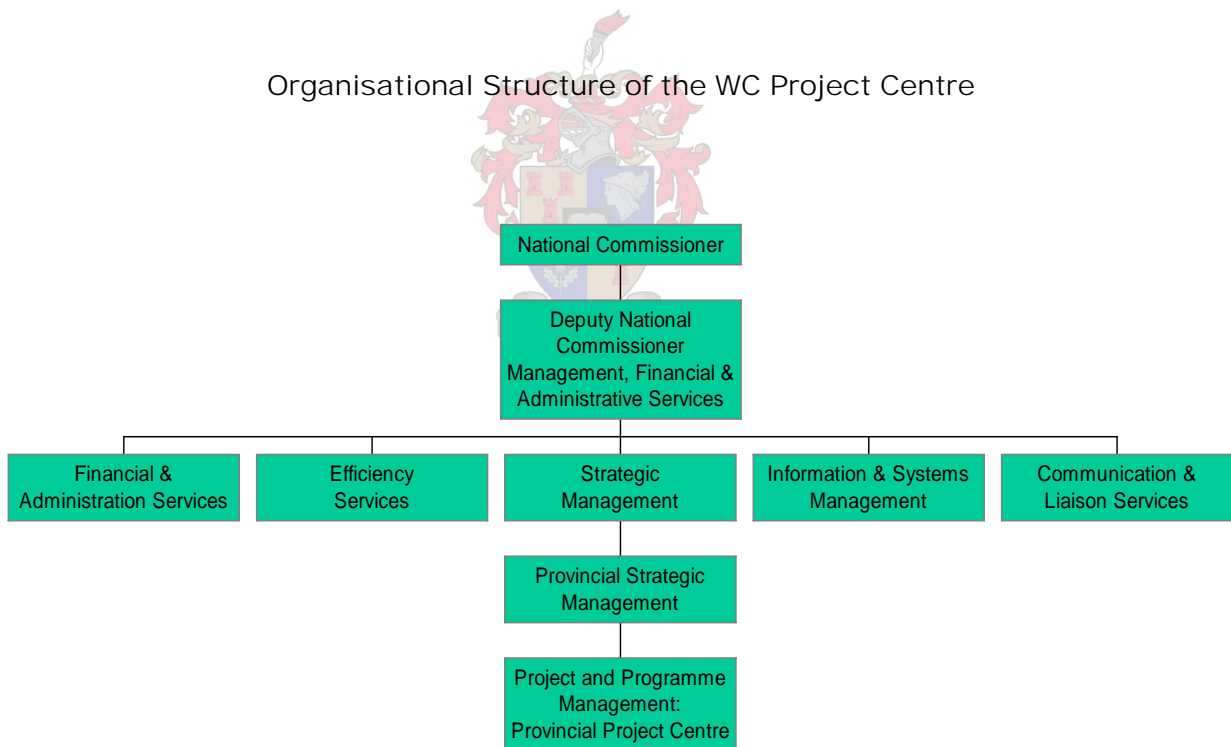 Organisational Structure of the WC Project Centre
National Commissioner
Deputy National
Commissioner
Management, Financial &
Administrative Services
Financial &
Administration Services
Efficiency
Services
Strategic
Management
Information & Systems
Management
Communication &
Liaison Services
Provincial Strategic
Management
Project and Programme
Management:
Provincial Project Centre